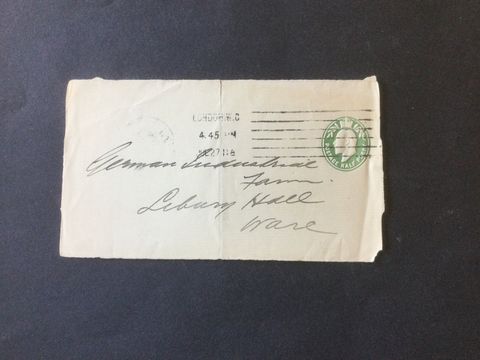 LONDON. W.C
4.45 PM
German Industrial
Farm.
Libury Hall
Ware
HALF PENNY